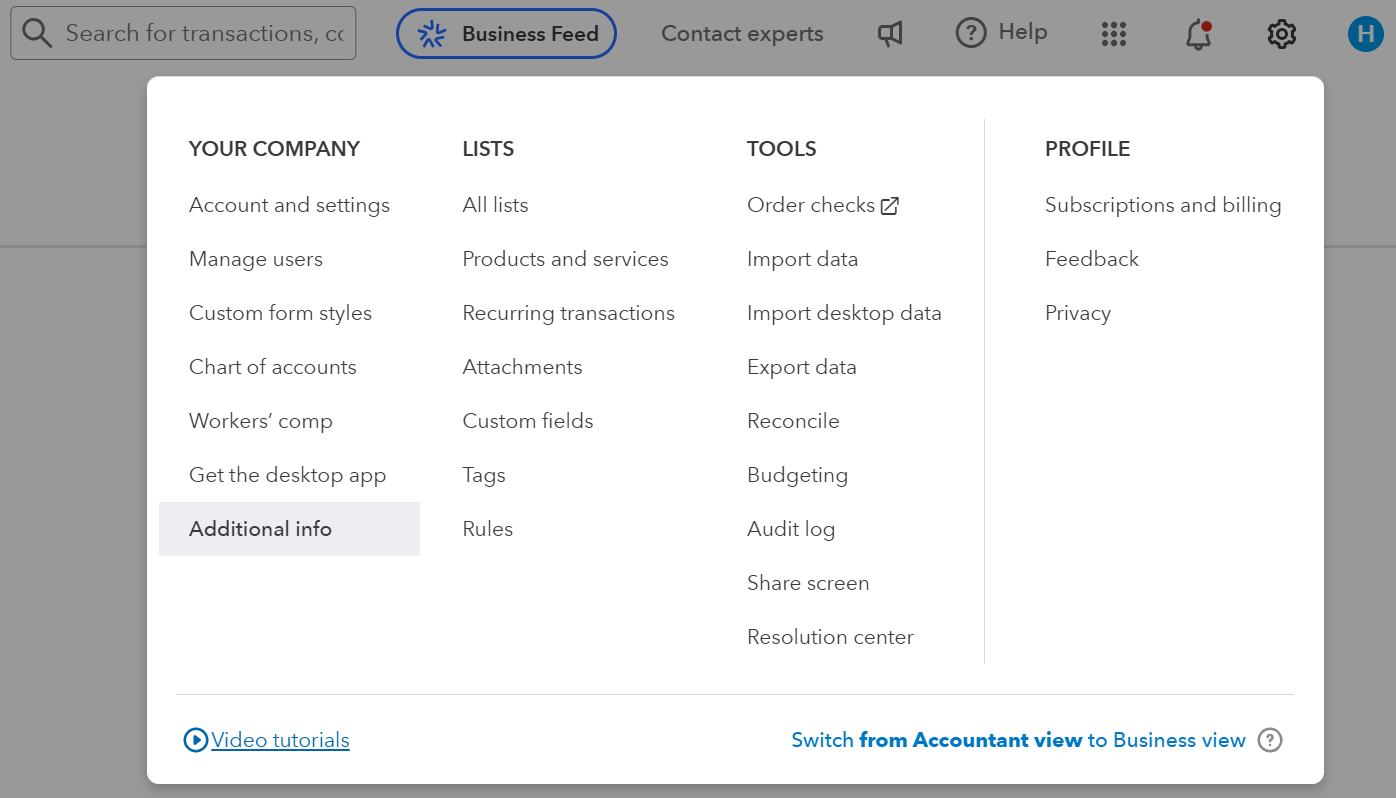 Search for transactions, co
Business Feed
Contact experts
Help
H
YOUR COMPANY
Account and settings
Manage users
Custom form styles
Chart of accounts
Workers’ comp
Get the desktop app
Additional info
LISTS
All lists
Products and services
Recurring transactions
Attachments
Custom fields
Tags
Rules
TOOLS
Order checks
Import data
Import desktop data
Export data
Reconcile
Budgeting
Audit log
Share screen
Resolution center
PROFILE
Subscriptions and billing
Feedback
Privacy
Video tutorials
Switch from Accountant view to Business view